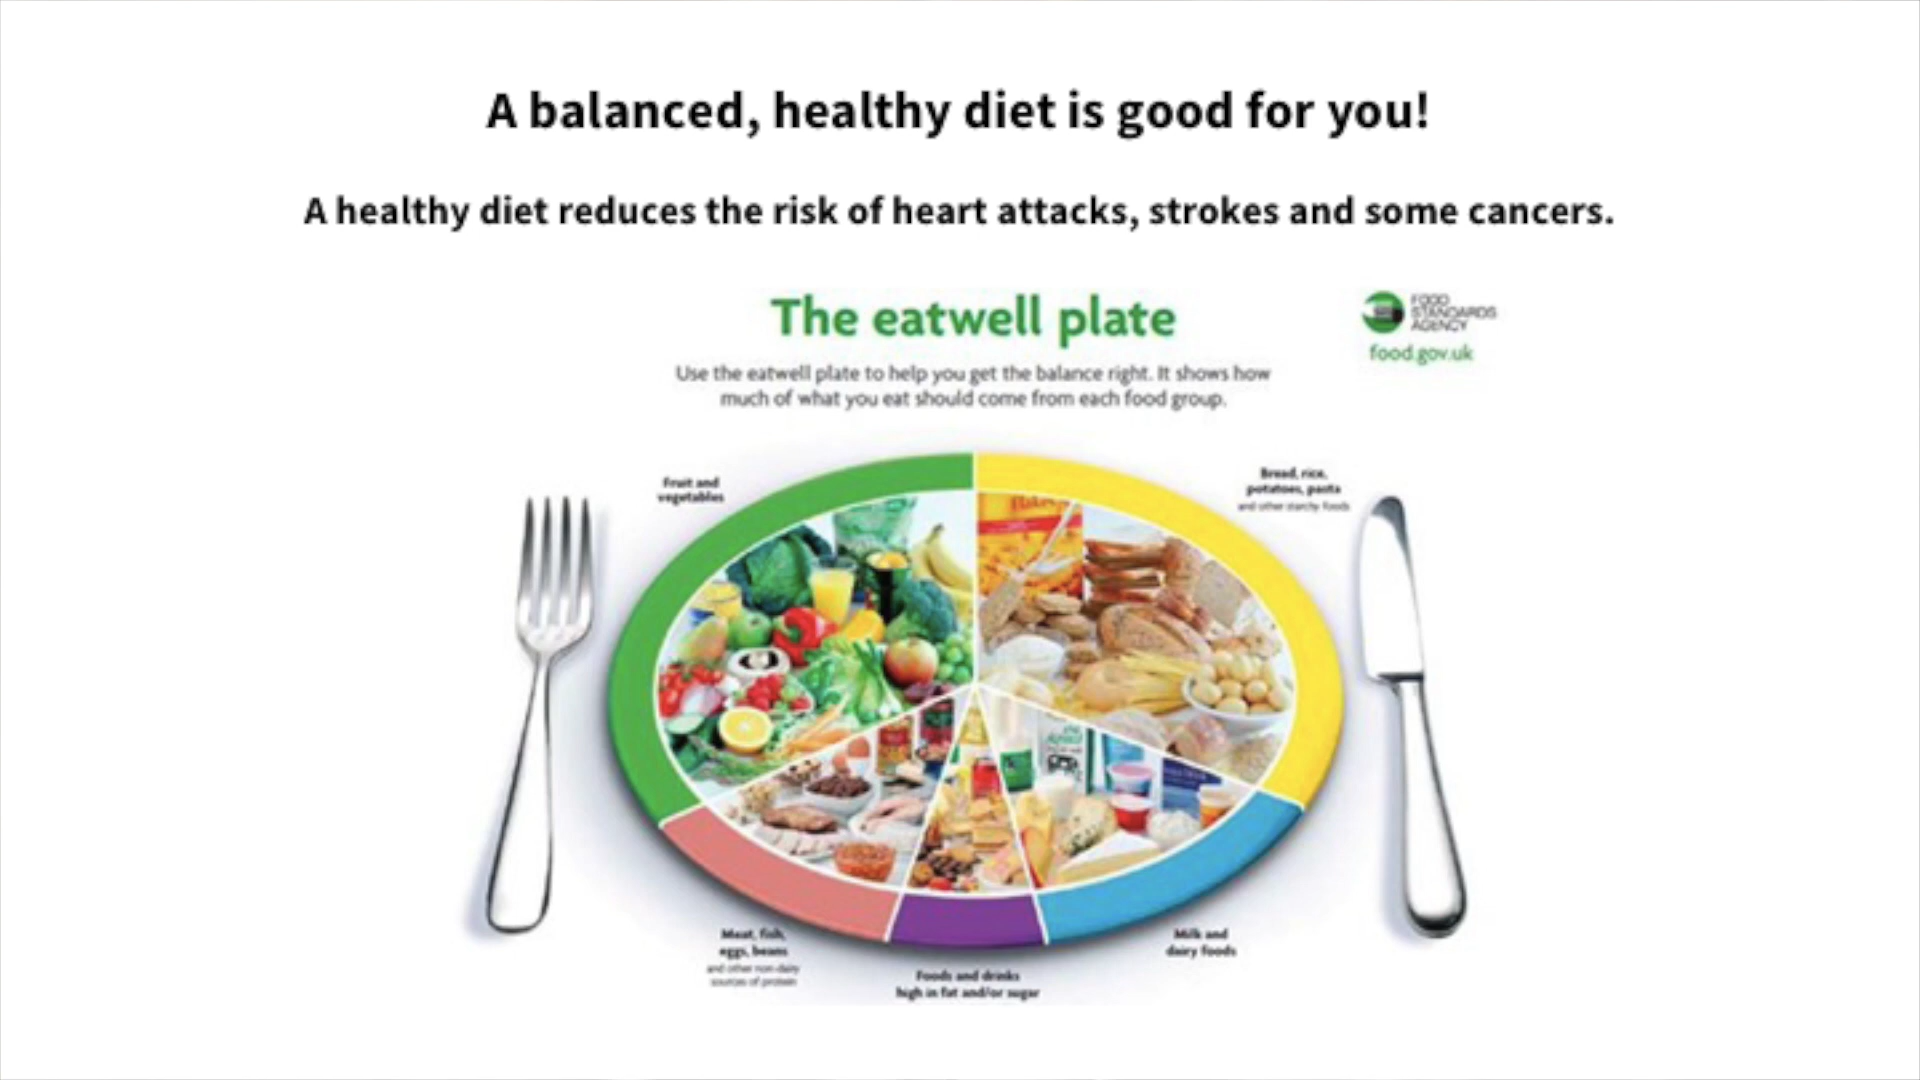 A balanced, healthy diet is good for you!
A healthy diet reduces the risk of heart attacks, strokes and some cancers.
The eatwell plate
FOOD
STANDARDS
AGENCY
food.gov.uk
Use the eatwell plate to help you get the balance right. It shows how
much of what you eat should come from each food group.
Fruit and
vegetables
Bread, rice,
potatoes, pasta
and other starchy foods
Meat, fish,
eggs, beans
and other non-dairy
sources of protein
Foods and drinks
high in fat and/or sugar
Milk and
dairy foods